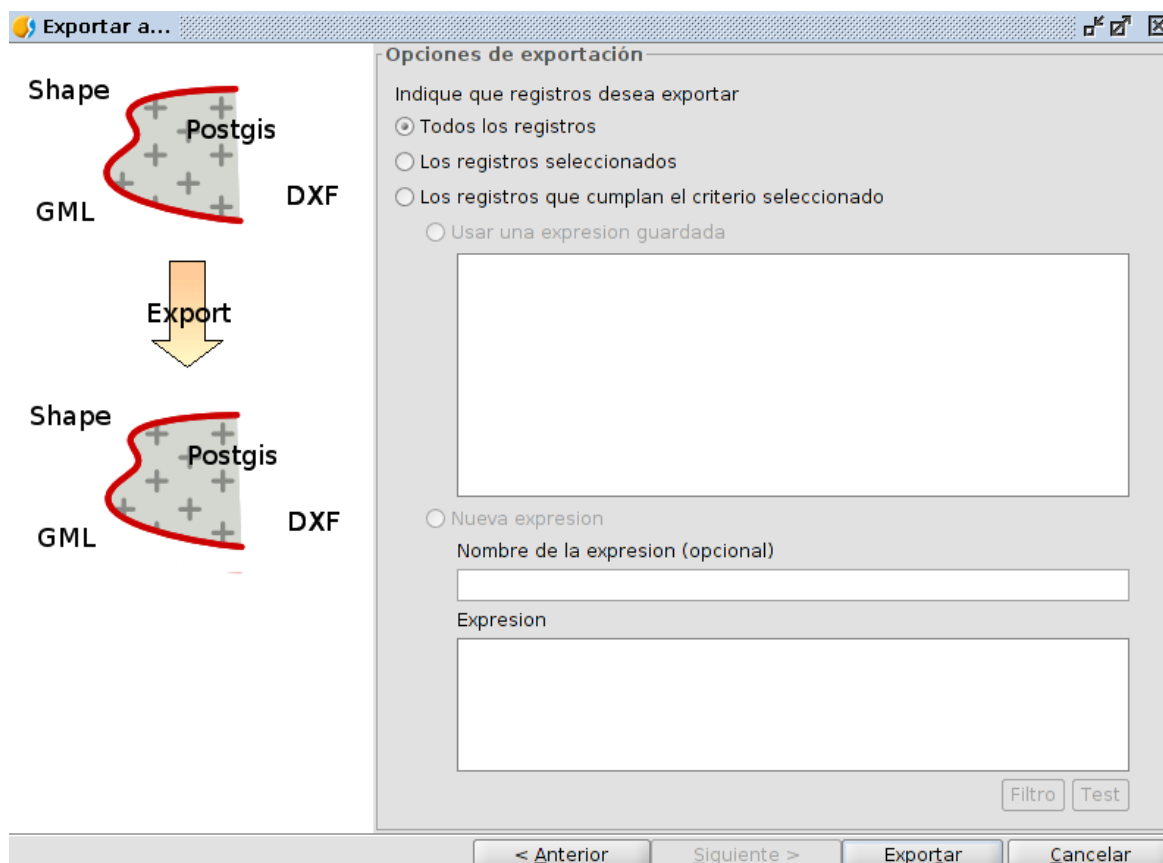 Exportar a...
Shape
Postgis
DXF
GML
Export
Shape
Postgis
DXF
GML
Opciones de exportación
Indique que registros desea exportar
Todos los registros
Los registros seleccionados
Los registros que cumplan el criterio seleccionado
Usar una expresion guardada
Nueva expresion
Nombre de la expresion (opcional)
Expresion
Filtro Test
< Anterior Siguiente > Exportar Cancelar